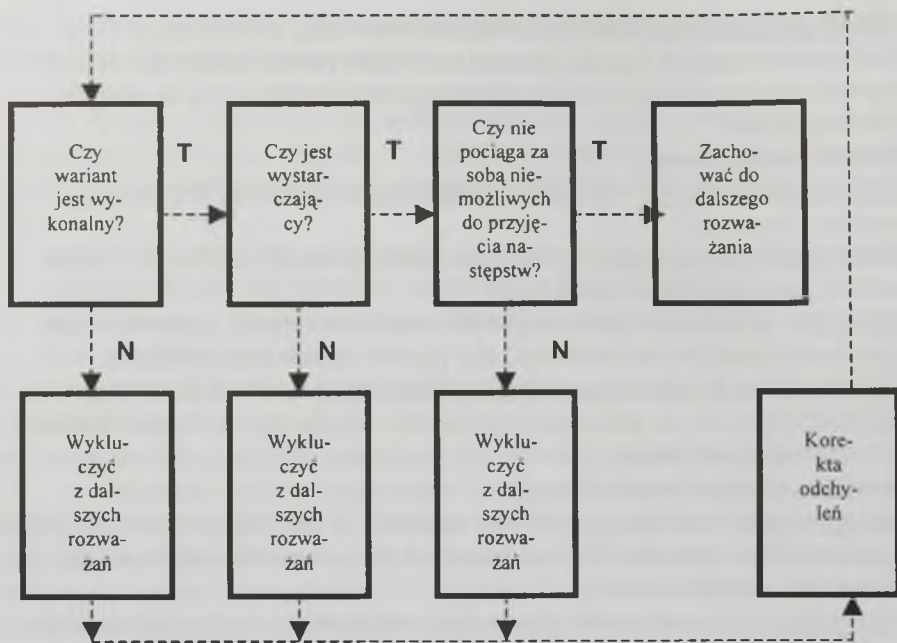 Czy
wariant
jest wy-
konalny?
T
Czy jest
wystar-
czają-
cy?
T
Czy nie
pociąga za
sobą nie-
możliwych
do przyję-
cia na-
stępstw?
T
Zacho-
wać do
dalszego
rozwa-
żania
N
N
N
Wyklu-
czyć
z dal-
szych
rozwa-
żań
Wyklu-
czyć
z dal-
szych
rozwa-
żań
Wyklu-
czyć
z dal-
szych
rozwa-
żań
Kore-
kta
odchy-
leń